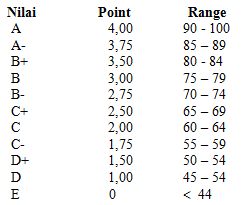 Nilai Point Range
A 4,00 90 - 100
A- 3,75 85 – 89
B+ 3,50 80 - 84
B 3,00 75 – 79
B- 2,75 70 – 74
C+ 2,50 65 – 69
C 2,00 60 – 64
C- 1,75 55 – 59
D+ 1,50 50 – 54
D 1,00 45 – 54
E 0 < 44